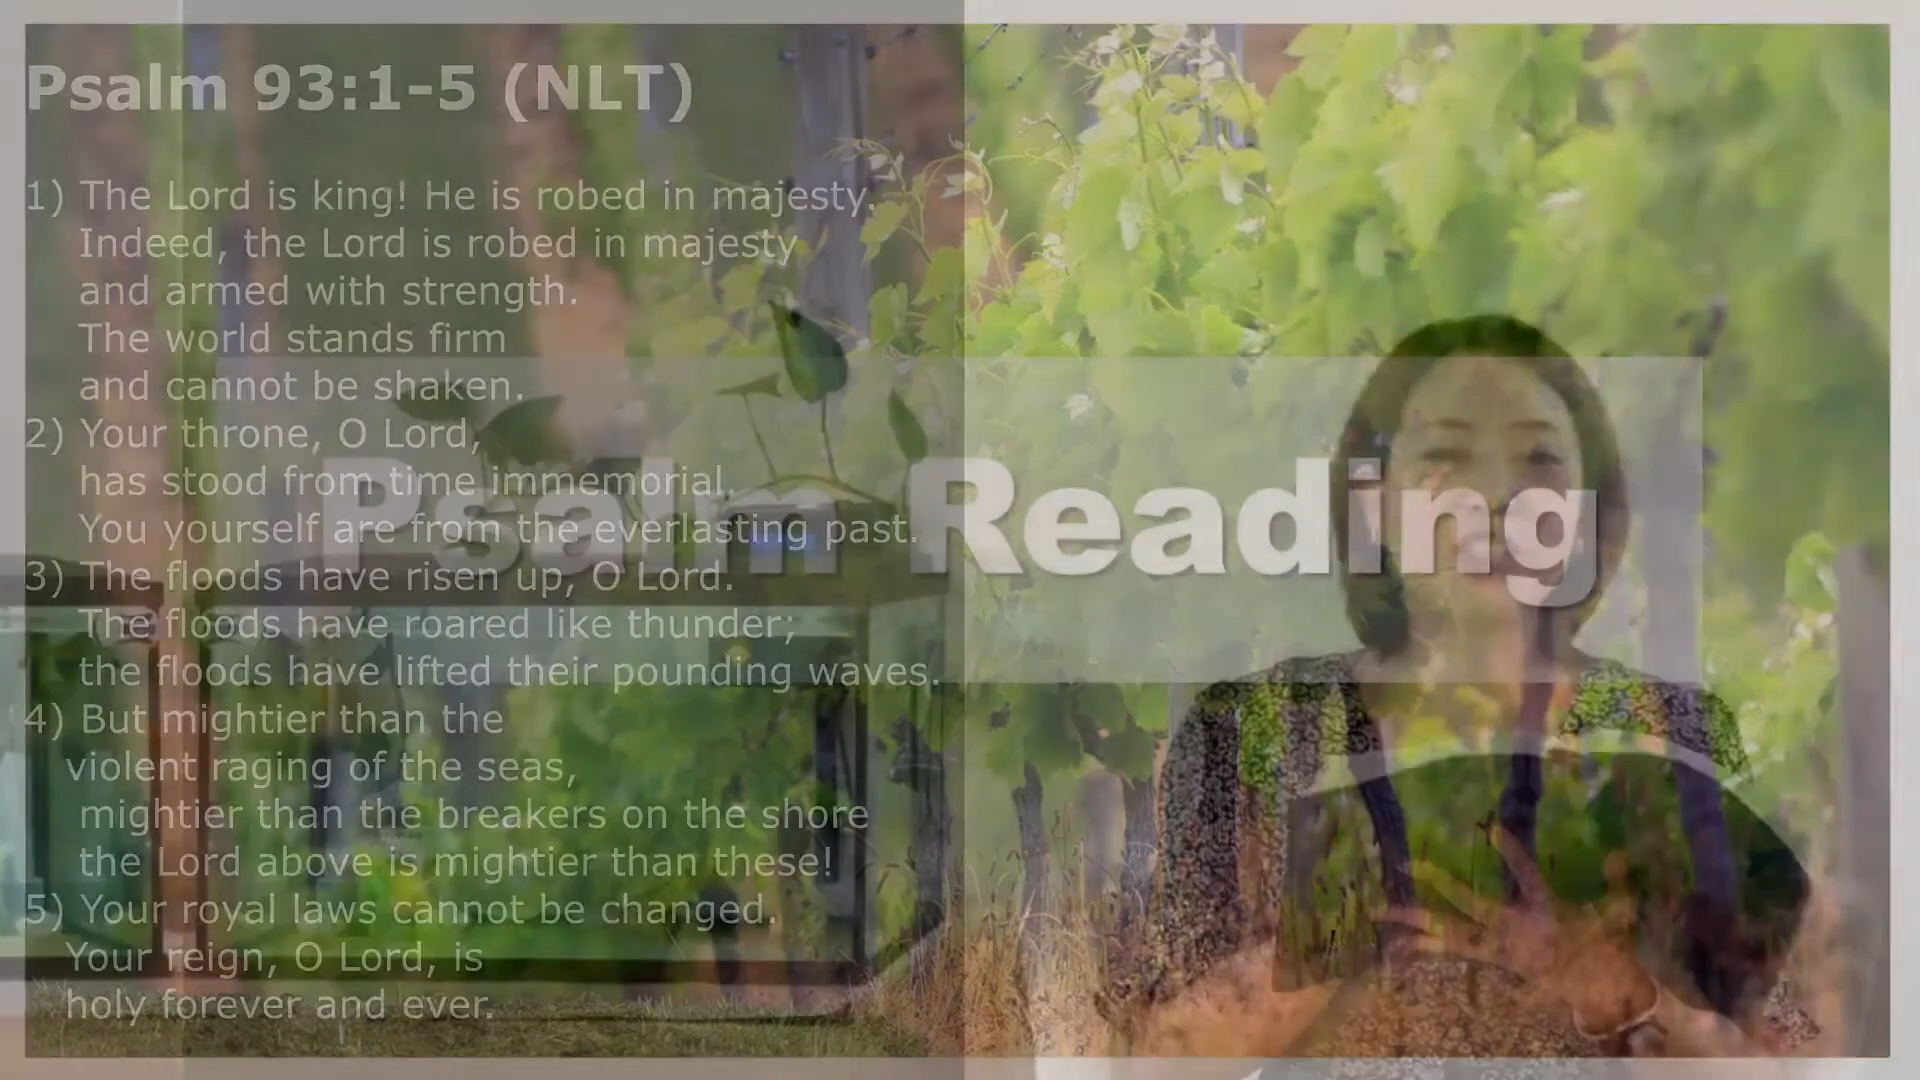 Psalm 93:1-5 (NLT)
1) The Lord is king! He is robed in majesty.
Indeed, the Lord is robed in majesty
and armed with strength.
The world stands firm
and cannot be shaken.
2) Your throne, O Lord,
has stood from time immemorial.
You yourself are from the everlasting past.
3) The floods have risen up, O Lord.
The floods have roared like thunder;
the floods have lifted their pounding waves.
4) But mightier than the
violent raging of the seas,
mightier than the breakers on the shore
the Lord above is mightier than these!
5) Your royal laws cannot be changed.
Your reign, O Lord, is
holy forever and ever.
Psalm Reading